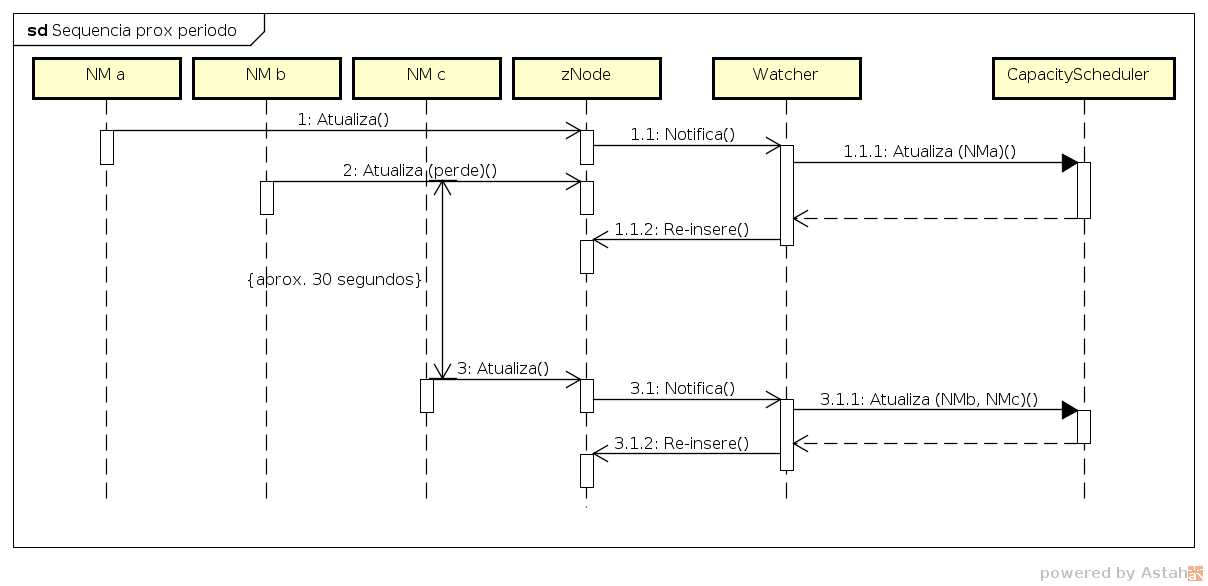 sd Sequencia prox periodo
NM a
NM b
NM c
zNode
Watcher
CapacityScheduler
1: Atualiza()
1.1: Notifica()
1.1.1: Atualiza (NMa)()
2: Atualiza (perde)()
1.1.2: Re-insere()
{aprox. 30 segundos}
3: Atualiza()
3.1: Notifica()
3.1.1: Atualiza (NMb, NMc)()
3.1.2: Re-insere()
powered by Astah